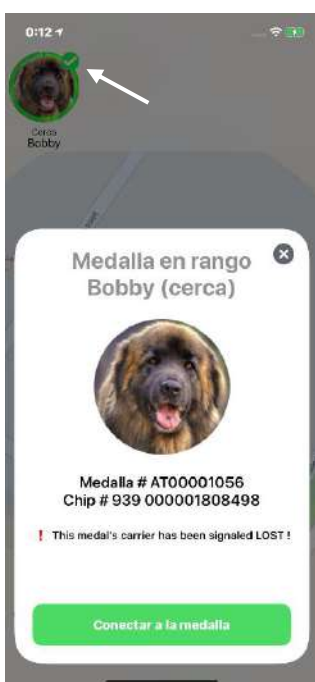 0:12
Cerca
Bobby
Medalla en rango
Bobby (cerca)
Medalla # AT00001056
Chip # 939 000001808498
❗ This medal's carrier has been signaled LOST !
Conectar a la medalla